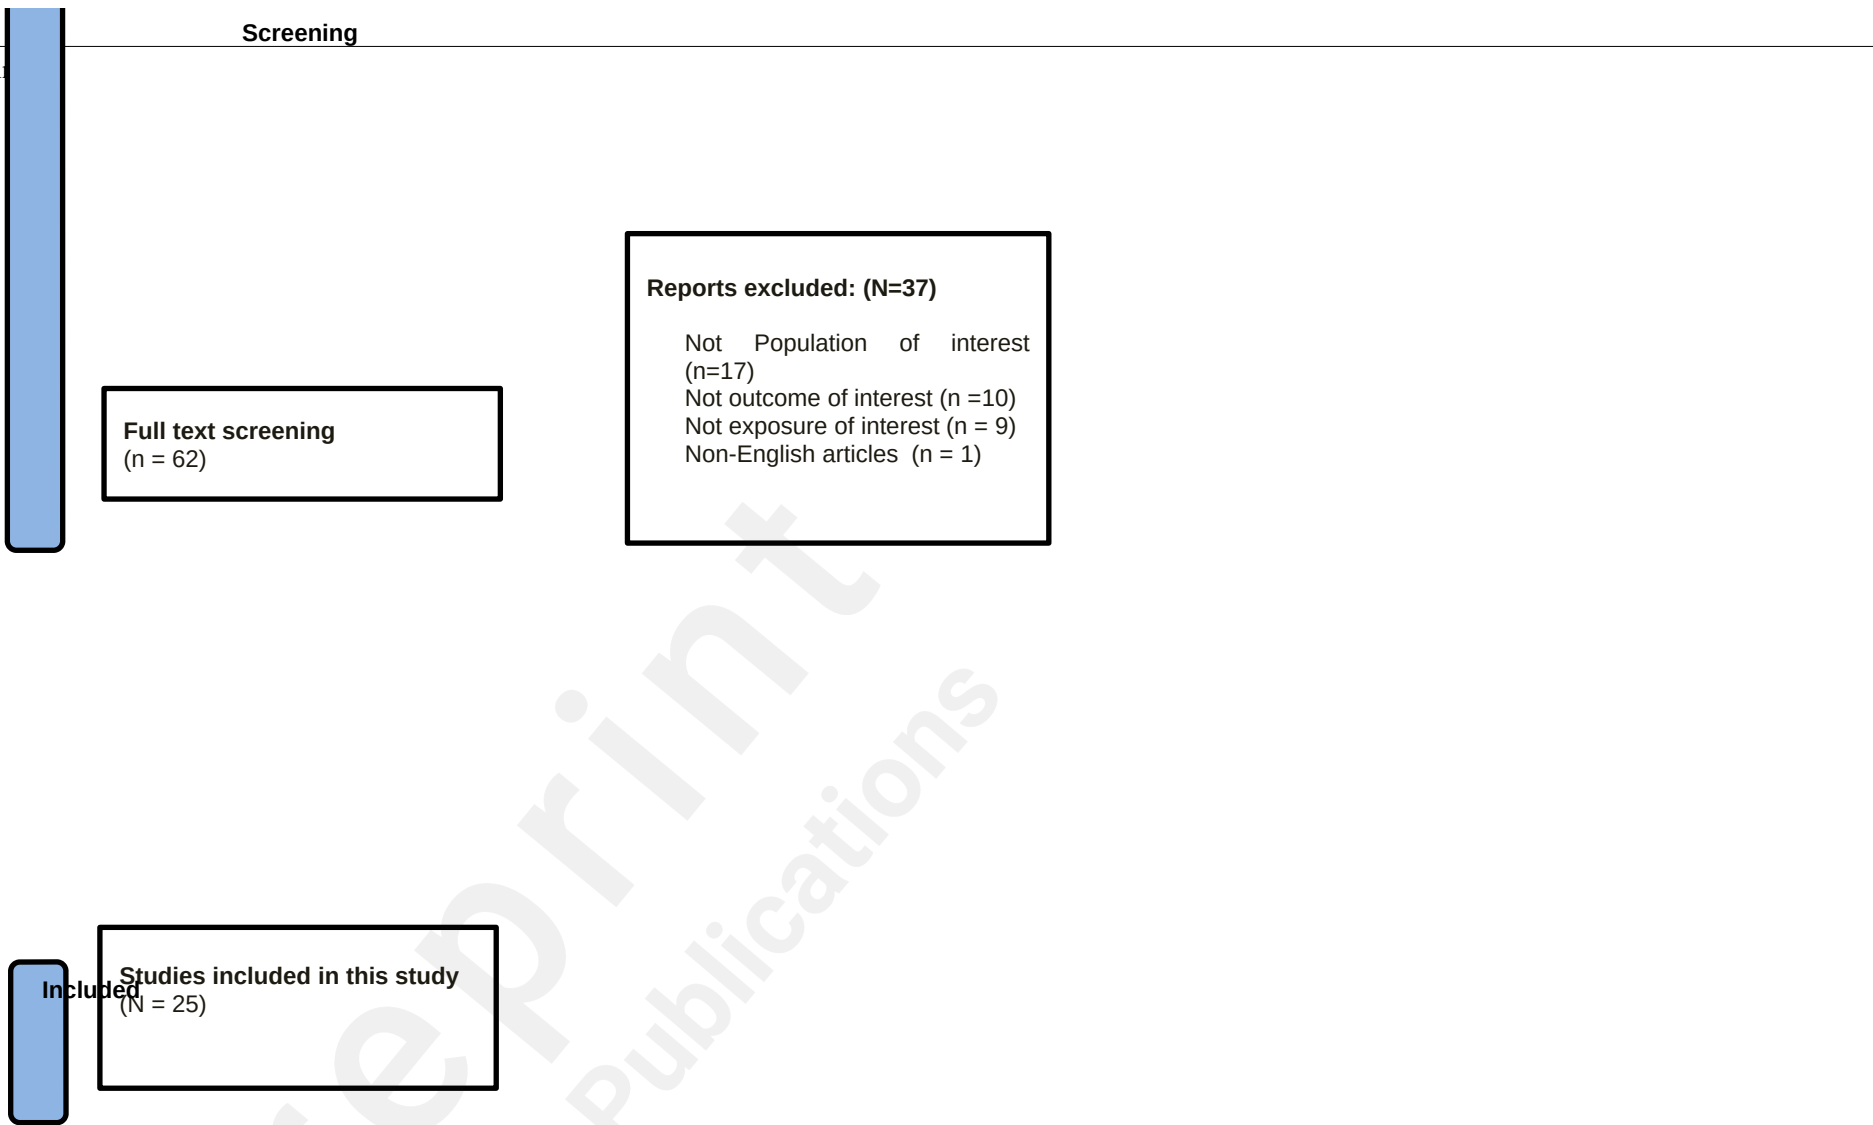 Screening
Reports excluded: (N=37)
Not Population of interest
(n=17)
Not outcome of interest (n =10)
Not exposure of interest (n = 9)
Non-English articles (n = 1)
Full text screening
(n = 62)
Studies included in this study
Included
(N = 25)
Publications